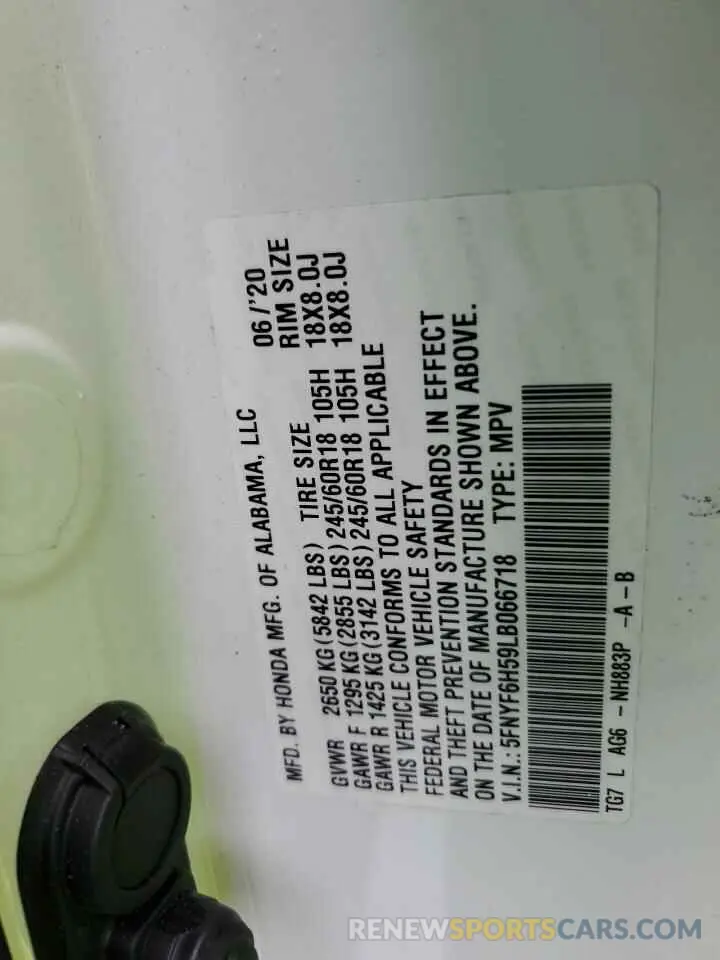 MFD. BY HONDA MFG. OF ALABAMA, LLC 06/'20
GVWR 2650 KG(5842 LBS) TIRE SIZE RIM SIZE
GAWR F 1295 KG(2855 LBS)245/60R18 105H 18X8.0J
GAWR R 1425 KG(3142 LBS)245/60R18 105H 18X8.0J
THIS VEHICLE CONFORMS TO ALL APPLICABLE
FEDERAL MOTOR VEHICLE SAFETY
AND THEFT PREVENTION STANDARDS IN EFFECT
ON THE DATE OF MANUFACTURE SHOWN ABOVE.
V.I.N.: 5FNYF6H59LB066718 TYPE: MPV
TG7 L AG6 - NH883P -A-B
RENEWSPORTSCARS.COM